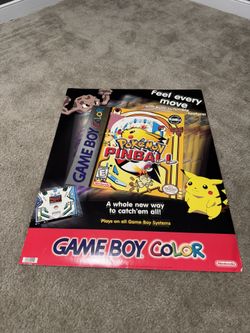 Feel every
move
GAME BOY COLOR
POKéMON
PINBALL
A whole new way
to catch'em all!
Plays on all Game Boy Systems
GAME BOY COLOR
Nintendo